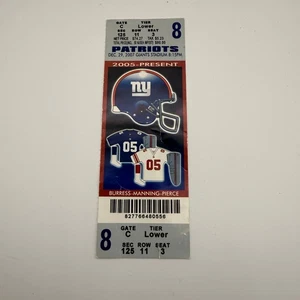 GATE TIER
C Lower
SEC ROW SEAT
125 11 3
8
PATRIOTS
DEC. 29, 2007 GIANTS STADIUM 8:15PM
2005-PRESENT
NY
05
05
BURRESS-MANNING-PIERCE
827766480556
8
GATE TIER
C Lower
SEC ROW SEAT
125 11 3